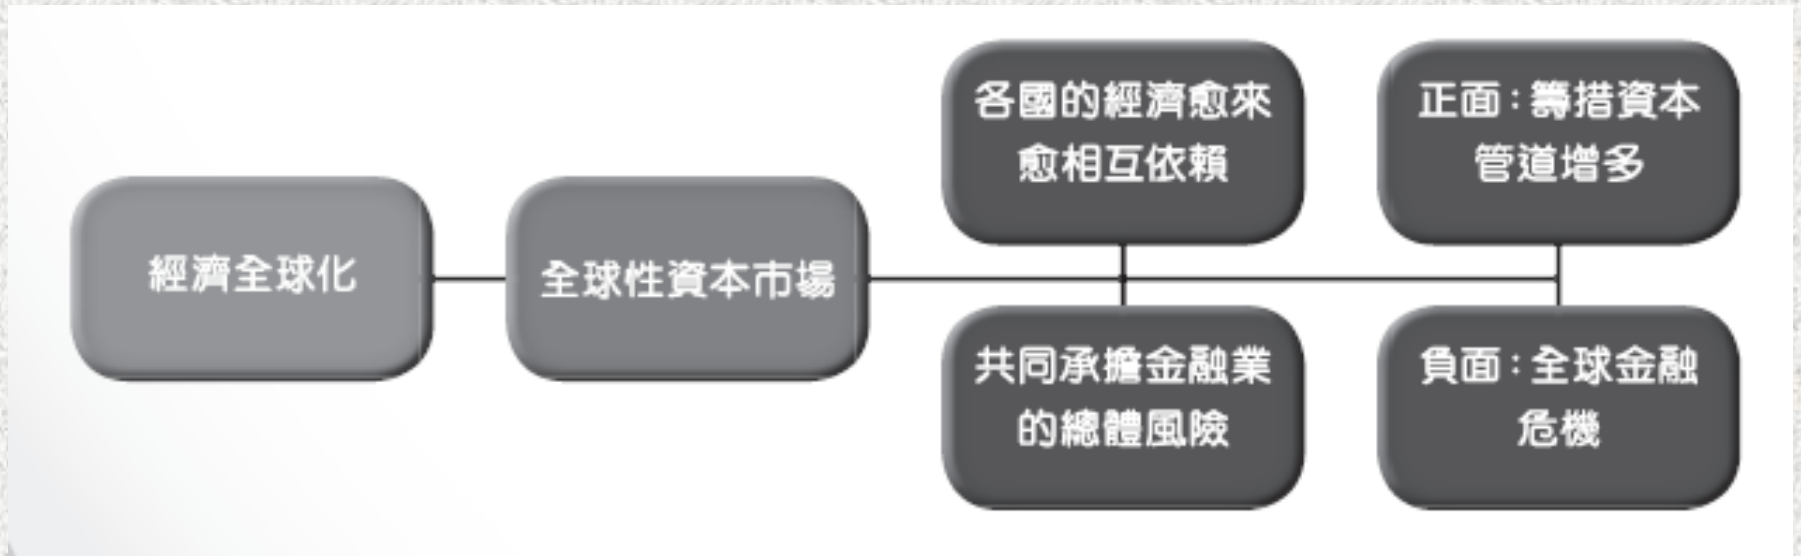 經濟全球化
全球性資本市場
各國的經濟愈來
愈相互依賴
共同承擔金融業
的總體風險
正面：籌措資本
管道增多
負面：全球金融
危機